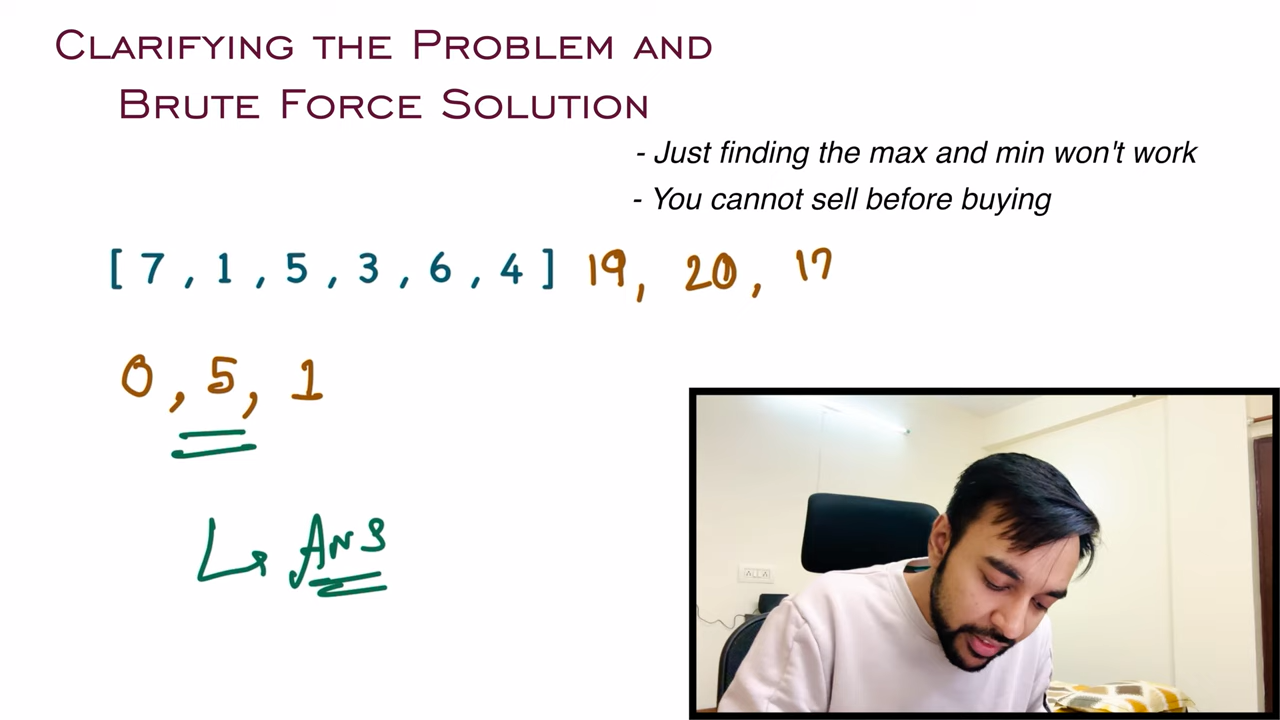 CLARIFYING THE PROBLEM AND
BRUTE FORCE SOLUTION
- Just finding the max and min won't work
- You cannot sell before buying
[ 7 , 1 , 5 , 3 , 6 , 4 ] 19, 20, 17
0, 5, 1
Ans